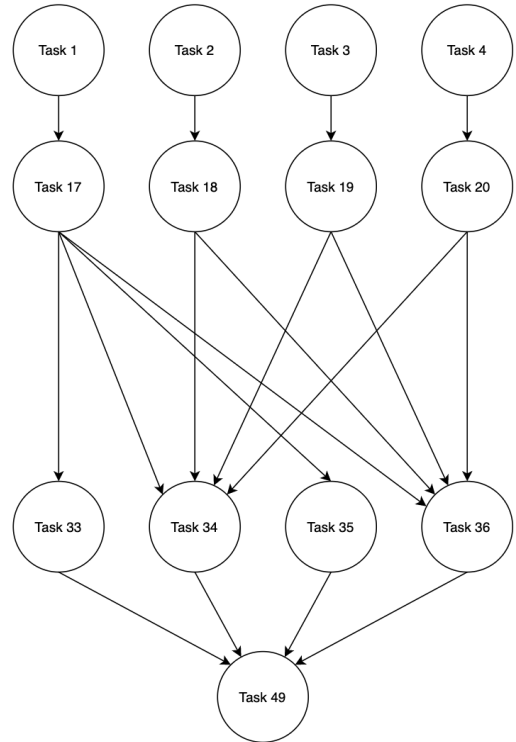 Task 1
Task 2
Task 3
Task 4
Task 17
Task 18
Task 19
Task 20
Task 33
Task 34
Task 35
Task 36
Task 49